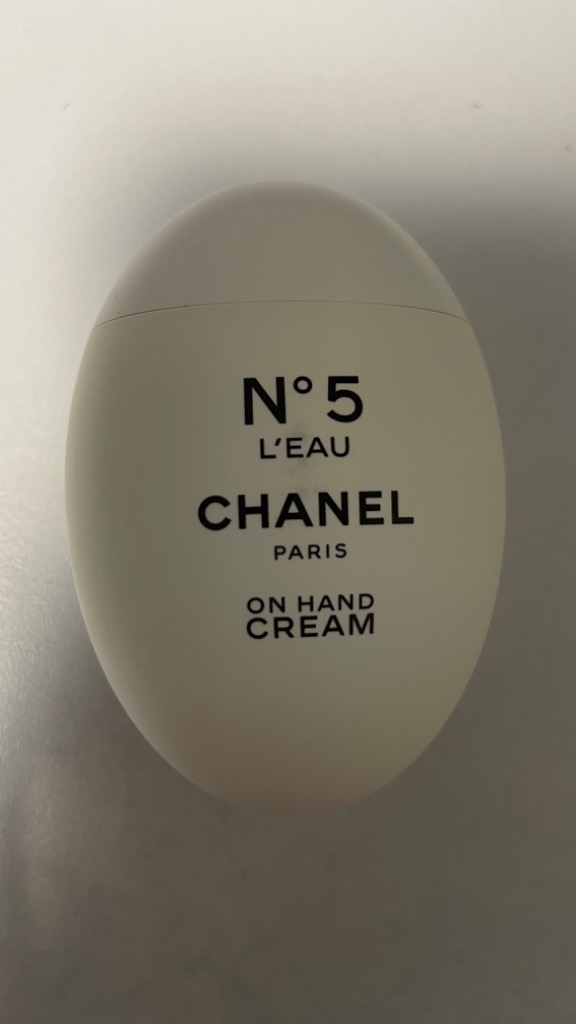 N° 5
L'EAU
CHANEL
PARIS
ON HAND
CREAM